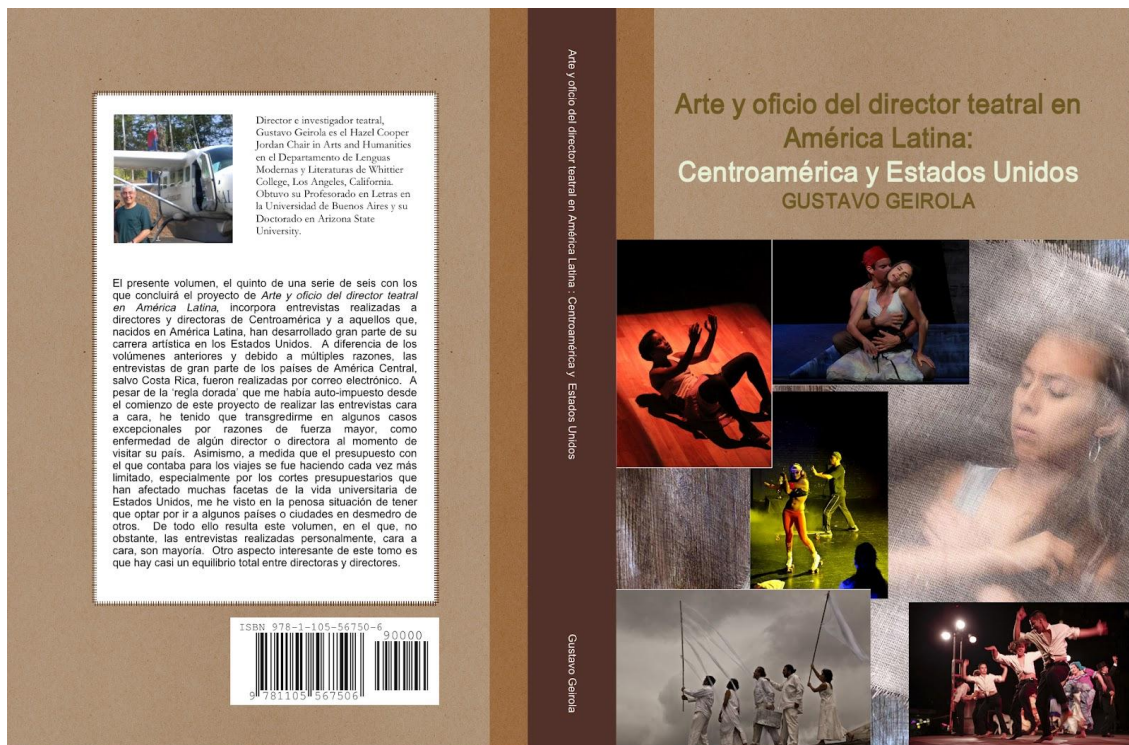 Director e investigador teatral,
Gustavo Geirola es el Hazel Cooper
Jordan Chair in Arts and Humanities
en el Departamento de Lenguas
Modernas y Literaturas de Whittier
College, Los Angeles, California.
Obtuvo su Profesorado en Letras en
la Universidad de Buenos Aires y su
Doctorado en Arizona State
University.
El presente volumen, el quinto de una serie de seis con los
que concluirá el proyecto de Arte y oficio del director teatral
en América Latina, incorpora entrevistas realizadas a
directores y directoras de Centroamérica y a aquellos que,
nacidos en América Latina, han desarrollado gran parte de su
carrera artística en los Estados Unidos. A diferencia de los
volúmenes anteriores y debido a múltiples razones, las
entrevistas de gran parte de los países de América Central,
salvo Costa Rica, fueron realizadas por correo electrónico. A
pesar de la ‘regla dorada’ que me había auto-impuesto desde
el comienzo de este proyecto de realizar las entrevistas cara
a cara, he tenido que transgredirme en algunos casos
excepcionales por razones de fuerza mayor, como
enfermedad de algún director o directora al momento de
visitar su país. Asimismo, a medida que el presupuesto con
el que contaba para los viajes se fue haciendo cada vez más
limitado, especialmente por los cortes presupuestarios que
han afectado muchas facetas de la vida universitaria de
Estados Unidos, me he visto en la penosa situación de tener
que optar por ir a algunos países o ciudades en desmedro de
otros. De todo ello resulta este volumen, en el que, no
obstante, las entrevistas realizadas personalmente, cara a
cara, son mayoría. Otro aspecto interesante de este tomo es
que hay casi un equilibrio total entre directoras y directores.
ISBN 978-1-105-56750-6
90000
9 781105 567506
Arte y oficio del director teatral en América Latina : Centroamérica y Estados Unidos
Gustavo Geirola
Arte y oficio del director teatral en
América Latina:
Centroamérica y Estados Unidos
GUSTAVO GEIROLA